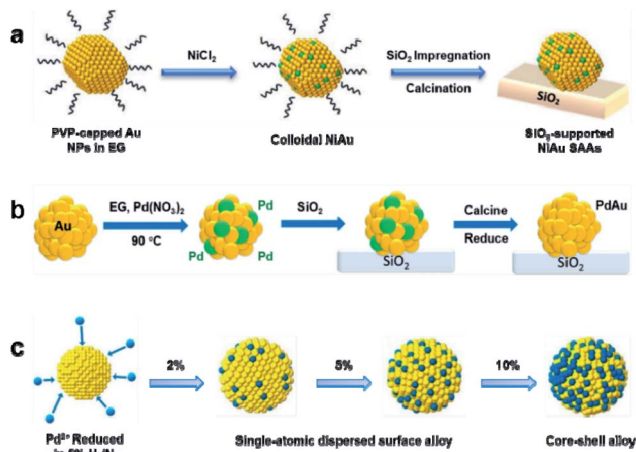 a
NiCl2
SiO2 Impregnation
Calcination
SiO2
PVP-capped Au
NPs in EG
Colloidal NiAu
SiO2-supported
NiAu SAAs
b
Au
EG, Pd(NO3)2
90 °C
Pd
Pd
Pd
SiO2
SiO2
Calcine
Reduce
PdAu
SiO2
c
2%
5%
10%
Pd2+ Reduced
Single-atomic dispersed surface alloy
Core-shell alloy